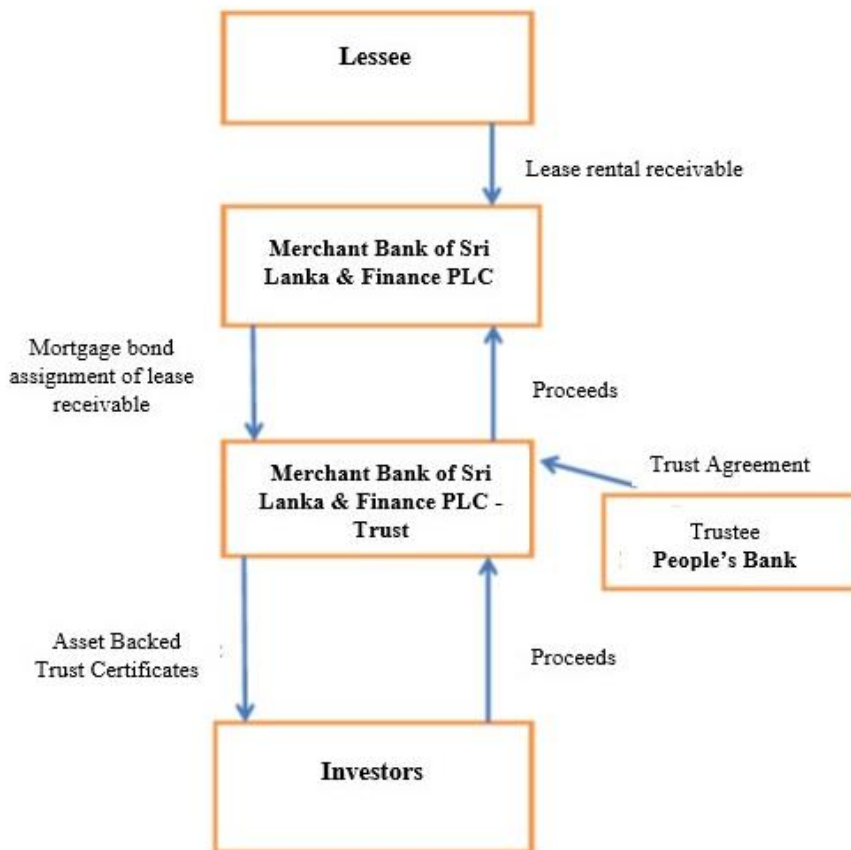 Lessee
Lease rental receivable
Merchant Bank of Sri
Lanka & Finance PLC
Mortgage bond
assignment of lease
receivable
Proceeds
Merchant Bank of Sri
Lanka & Finance PLC -
Trust
Trust Agreement
Trustee
People's Bank
Asset Backed
Trust Certificates
Proceeds
Investors